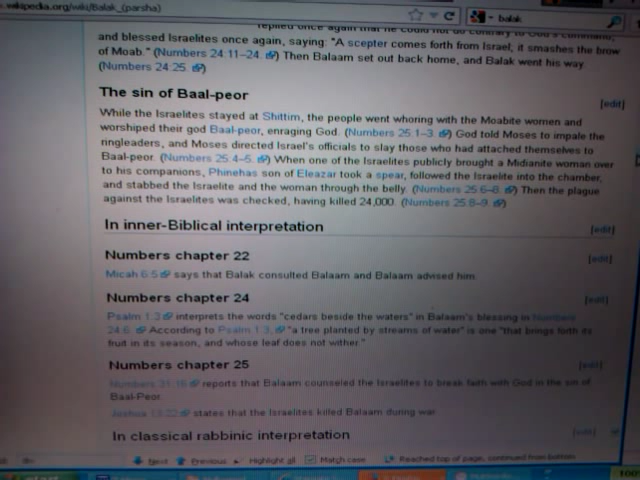 wikipedia.org/wiki/Balak_(parsha)
balak
replied once again that he could not do contrary to God's command,
and blessed Israelites once again, saying: "A scepter comes forth from Israel; it smashes the brow
of Moab." (Numbers 24:11–24.) Then Balaam set out back home, and Balak went his way.
(Numbers 24:25.)
The sin of Baal-peor
[edit]
While the Israelites stayed at Shittim, the people went whoring with the Moabite women and
worshiped their god Baal-peor, enraging God. (Numbers 25:1–3.) God told Moses to impale the
ringleaders, and Moses directed Israel's officials to slay those who had attached themselves to
Baal-peor. (Numbers 25:4–5.) When one of the Israelites publicly brought a Midianite woman over
to his companions, Phinehas son of Eleazar took a spear, followed the Israelite into the chamber,
and stabbed the Israelite and the woman through the belly. (Numbers 25:6–8.) Then the plague
against the Israelites was checked, having killed 24,000. (Numbers 25:8–9.)
In inner-Biblical interpretation
[edit]
Numbers chapter 22
[edit]
Micah 6:5 says that Balak consulted Balaam and Balaam advised him.
Numbers chapter 24
[edit]
Psalm 1:3 interprets the words "cedars beside the waters" in Balaam's blessing in Numbers
24:6. According to Psalm 1:3, "a tree planted by streams of water" is one "that brings forth its
fruit in its season, and whose leaf does not wither."
Numbers chapter 25
[edit]
Numbers 31:16 reports that Balaam counseled the Israelites to break faith with God in the sin of
Baal-Peor.
Joshua 13:22 states that the Israelites killed Balaam during war.
In classical rabbinic interpretation
[edit]
Next Previous Highlight all Match case Reached top of page, continued from bottom
100%